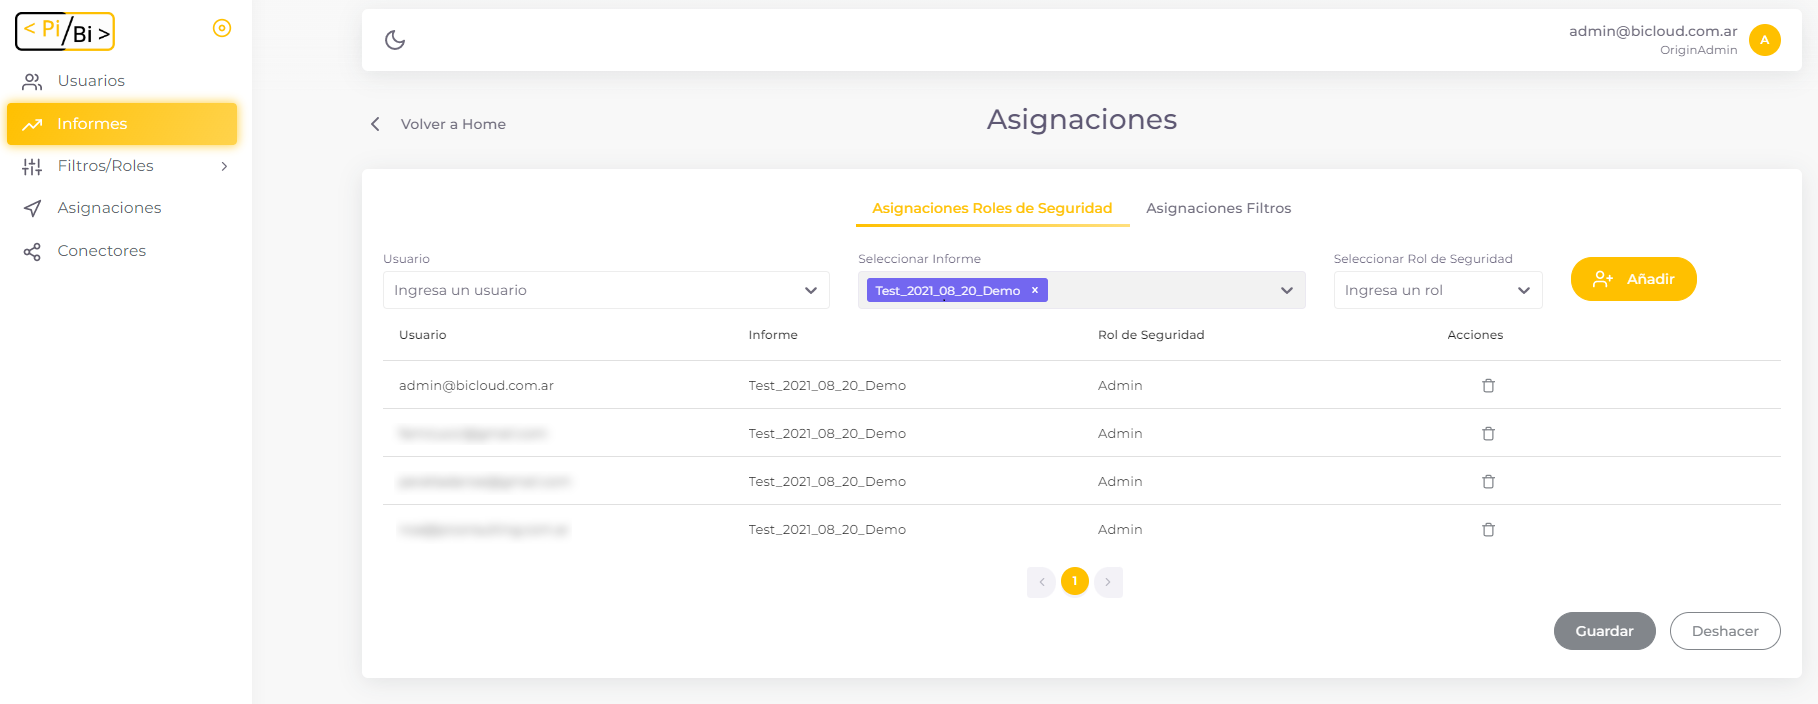 < Pi/Bi >
Usuarios
Informes
Filtros/Roles
Asignaciones
Conectores
admin@bicloud.com.ar
OriginAdmin
A
Volver a Home
Asignaciones
Asignaciones Roles de Seguridad
Asignaciones Filtros
Usuario
Seleccionar Informe
Seleccionar Rol de Seguridad
Ingresa un usuario
Test_2021_08_20_Demo ×
Ingresa un rol
Añadir
Usuario Informe Rol de Seguridad Acciones
admin@bicloud.com.ar Test_2021_08_20_Demo Admin
Test_2021_08_20_Demo Admin
Test_2021_08_20_Demo Admin
Test_2021_08_20_Demo Admin
1
Guardar
Deshacer